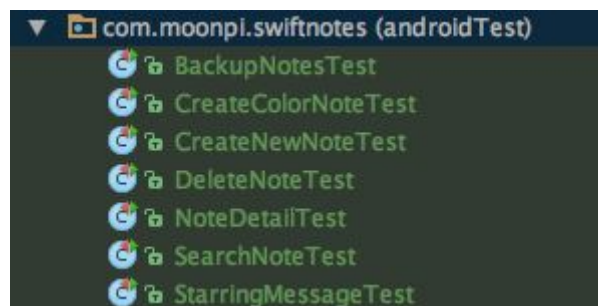 com.moonpi.swiftnotes (androidTest)
BackupNotesTest
CreateColorNoteTest
CreateNewNoteTest
DeleteNoteTest
NoteDetailTest
SearchNoteTest
StarringMessageTest